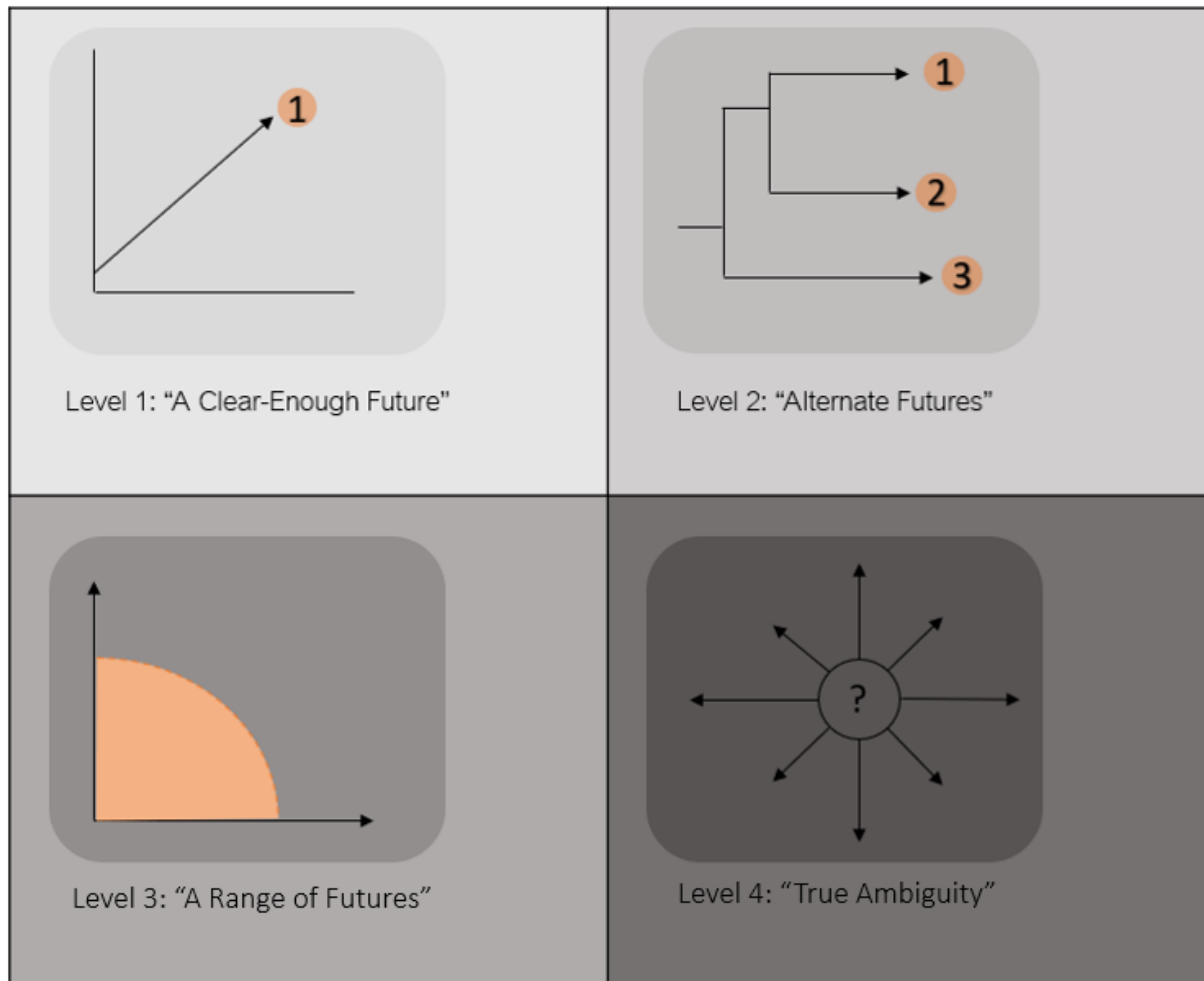 1
Level 1: “A Clear-Enough Future”
1
2
3
Level 2: “Alternate Futures”
Level 3: “A Range of Futures”
?
Level 4: “True Ambiguity”